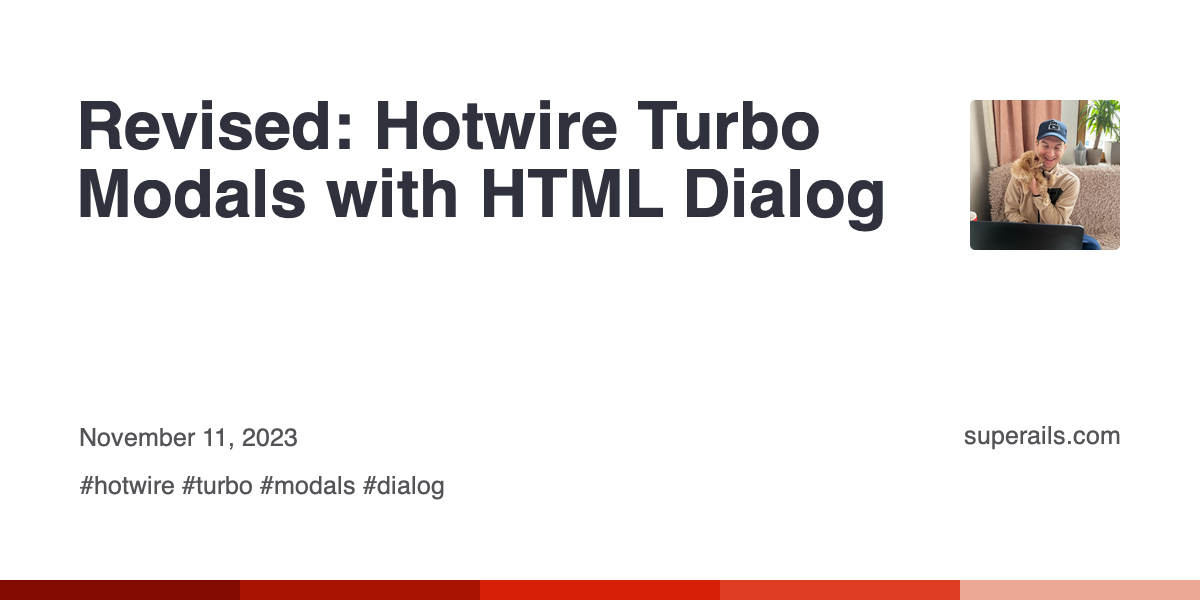 Revised: Hotwire Turbo
Modals with HTML Dialog
November 11, 2023
superails.com
#hotwire #turbo #modals #dialog